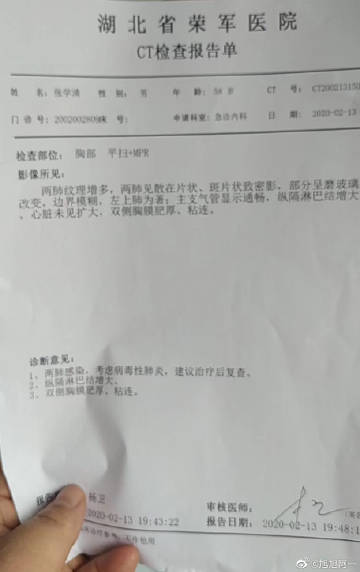 湖北省荣军医院
CT检查报告单
姓 名: 张学清 性 别: 男 年 龄: 58 岁 CT 号: CT20021315
门 诊 号: 2002002809 床 号: 申请科室: 急诊内科 日期: 2020-02-13
检查部位: 胸部 平扫+MPR
影像所见:
两肺纹理增多,两肺见散在片状、斑片状致密影,部分呈磨玻璃
改变,边界模糊,左上肺为著;主支气管显示通畅,纵隔淋巴结增大
、心脏未见扩大,双侧胸膜肥厚、粘连。
诊断意见:
1、两肺感染,考虑病毒性肺炎,建议治疗后复查。
2、纵隔淋巴结增大。
3、双侧胸膜肥厚、粘连。
杨卫
审核医师:
2020-02-13 19:43:22
报告日期: 2020-02-13 19:48:1
@旭旭网一